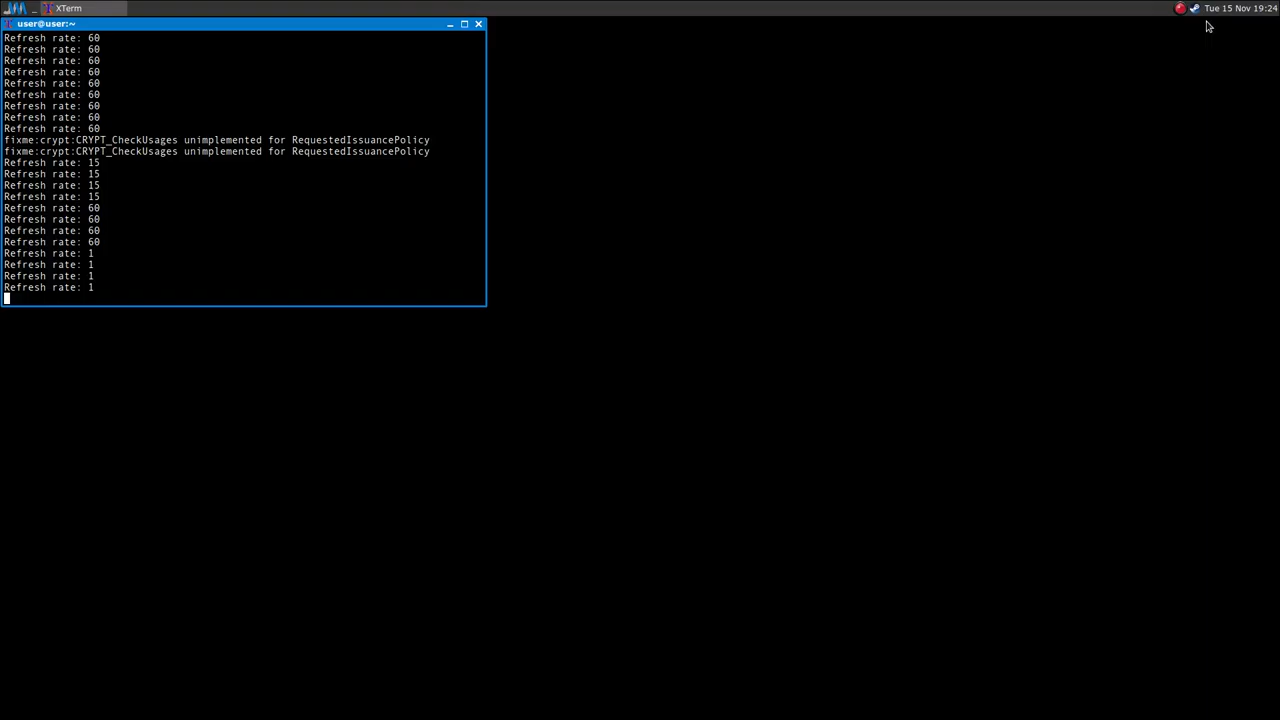 _ XTerm Tue 15 Nov 19:24
user@user:~
Refresh rate: 60
Refresh rate: 60
Refresh rate: 60
Refresh rate: 60
Refresh rate: 60
Refresh rate: 60
Refresh rate: 60
Refresh rate: 60
Refresh rate: 60
fixme:crypt:CRYPT_CheckUsages unimplemented for RequestedIssuancePolicy
fixme:crypt:CRYPT_CheckUsages unimplemented for RequestedIssuancePolicy
Refresh rate: 15
Refresh rate: 15
Refresh rate: 15
Refresh rate: 15
Refresh rate: 60
Refresh rate: 60
Refresh rate: 60
Refresh rate: 60
Refresh rate: 1
Refresh rate: 1
Refresh rate: 1
Refresh rate: 1